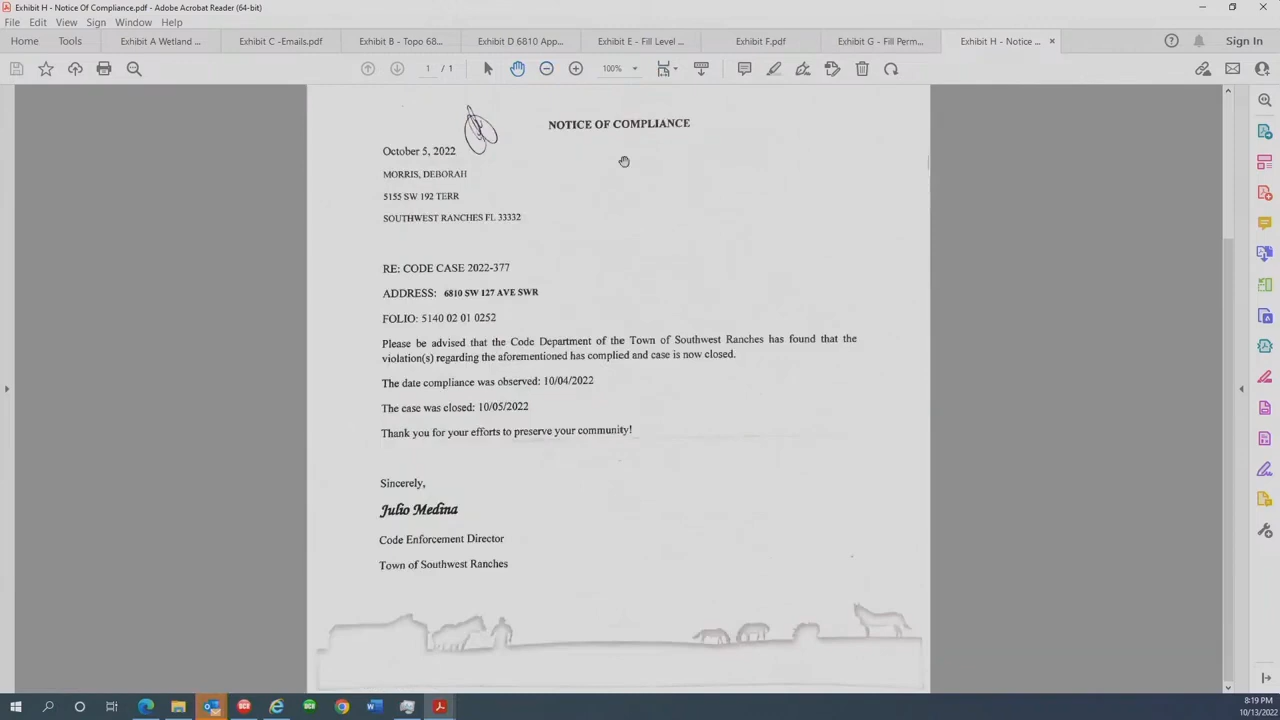 Exhibit H - Notice Of Compliance.pdf - Adobe Acrobat Reader (64-bit)
File Edit View Sign Window Help
Home Tools Exhibit A Wetland ... Exhibit C -Emails.pdf Exhibit B - Topo 68... Exhibit D 6810 App... Exhibit E - Fill Level ... Exhibit F.pdf Exhibit G - Fill Perm... Exhibit H - Notice ... × Sign In
1 / 1 100%
NOTICE OF COMPLIANCE
October 5, 2022
MORRIS, DEBORAH
5155 SW 192 TERR
SOUTHWEST RANCHES FL 33332
RE: CODE CASE 2022-377
ADDRESS: 6810 SW 127 AVE SWR
FOLIO: 5140 02 01 0252
Please be advised that the Code Department of the Town of Southwest Ranches has found that the
violation(s) regarding the aforementioned has complied and case is now closed.
The date compliance was observed: 10/04/2022
The case was closed: 10/05/2022
Thank you for your efforts to preserve your community!
Sincerely,
Julio Medina
Code Enforcement Director
Town of Southwest Ranches
8:19 PM
10/13/2022